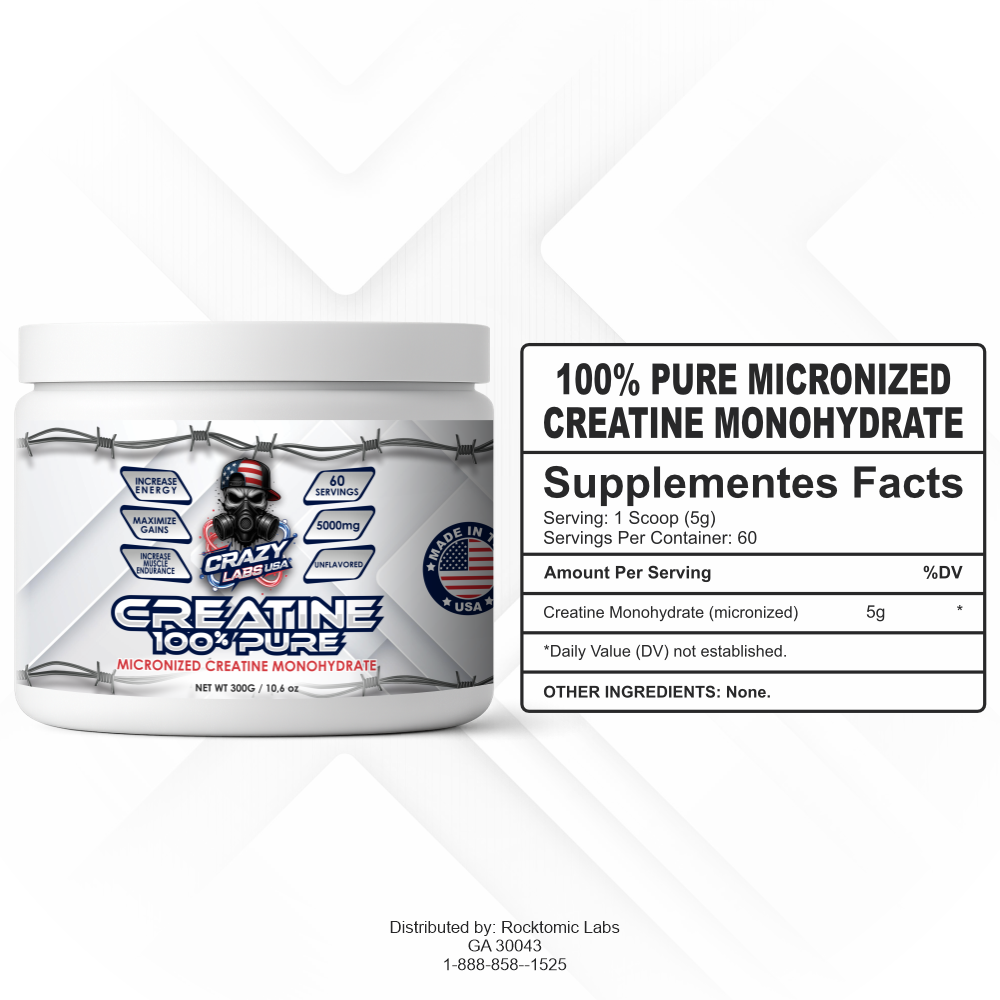 INCREASE
ENERGY
MAXIMIZE
GAINS
INCREASE
MUSCLE
ENDURANCE
60
SERVINGS
5000mg
UNFLAVORED
CRAZY
LABS USA
MADE IN
USA
CREATINE
100% PURE
MICRONIZED CREATINE MONOHYDRATE
NET WT 300G / 10,6 oz
100% PURE MICRONIZED
CREATINE MONOHYDRATE
Supplementes Facts
Serving: 1 Scoop (5g)
Servings Per Container: 60
Amount Per Serving %DV
Creatine Monohydrate (micronized) 5g *
*Daily Value (DV) not established.
OTHER INGREDIENTS: None.
Distributed by: Rocktomic Labs
GA 30043
1-888-858--1525